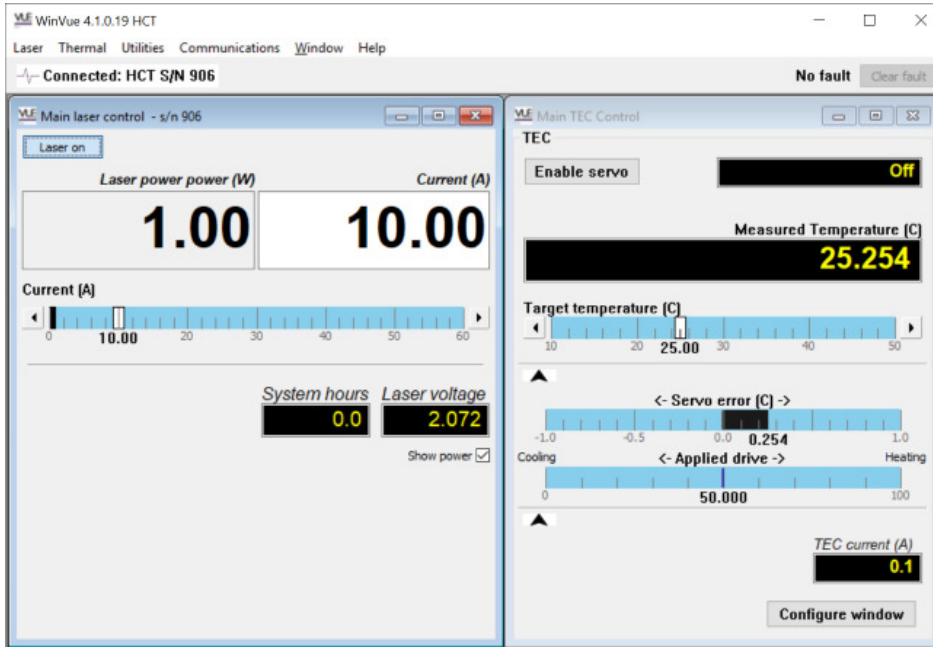 WinVue 4.1.0.19 HCT
Laser Thermal Utilities Communications Window Help
Connected: HCT S/N 906
No fault Clear fault
VUE Main laser control - s/n 906
Laser on
Laser power power (W) Current (A)
1.00 10.00
Current (A)
0 10.00 20 30 40 50 60
System hours Laser voltage
0.0 2.072
Show power
VUE Main TEC Control
TEC
Enable servo Off
Measured Temperature (C)
25.254
Target temperature (C)
10 20 25.00 30 40 50
<- Servo error (C) ->
-1.0 -0.5 0.0 0.254 1.0
Cooling <- Applied drive -> Heating
0 50.000 100
TEC current (A)
0.1
Configure window